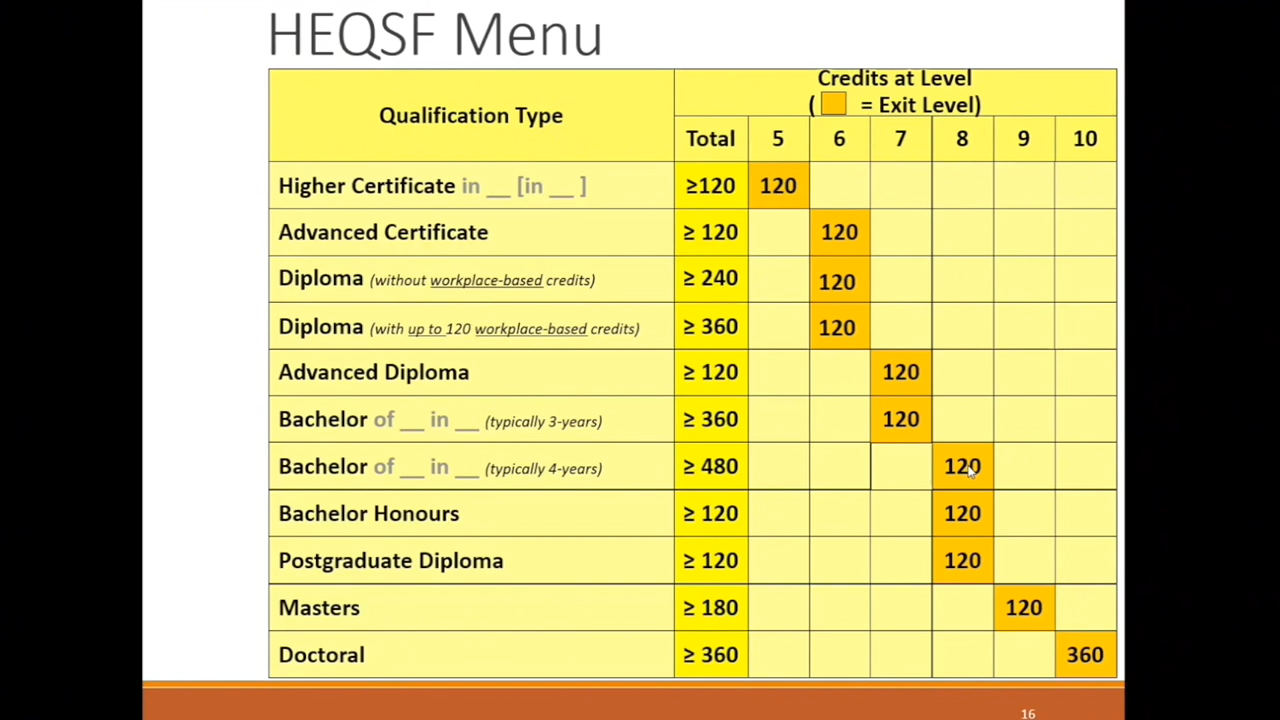 HEQSF Menu
Qualification Type
Credits at Level
( = Exit Level)
Total 5 6 7 8 9 10
Higher Certificate in __ [in __ ] ≥120 120
Advanced Certificate ≥ 120 120
Diploma (without workplace-based credits) ≥ 240 120
Diploma (with up to 120 workplace-based credits) ≥ 360 120
Advanced Diploma ≥ 120 120
Bachelor of __ in __ (typically 3-years) ≥ 360 120
Bachelor of __ in __ (typically 4-years) ≥ 480 120
Bachelor Honours ≥ 120 120
Postgraduate Diploma ≥ 120 120
Masters ≥ 180 120
Doctoral ≥ 360 360
16